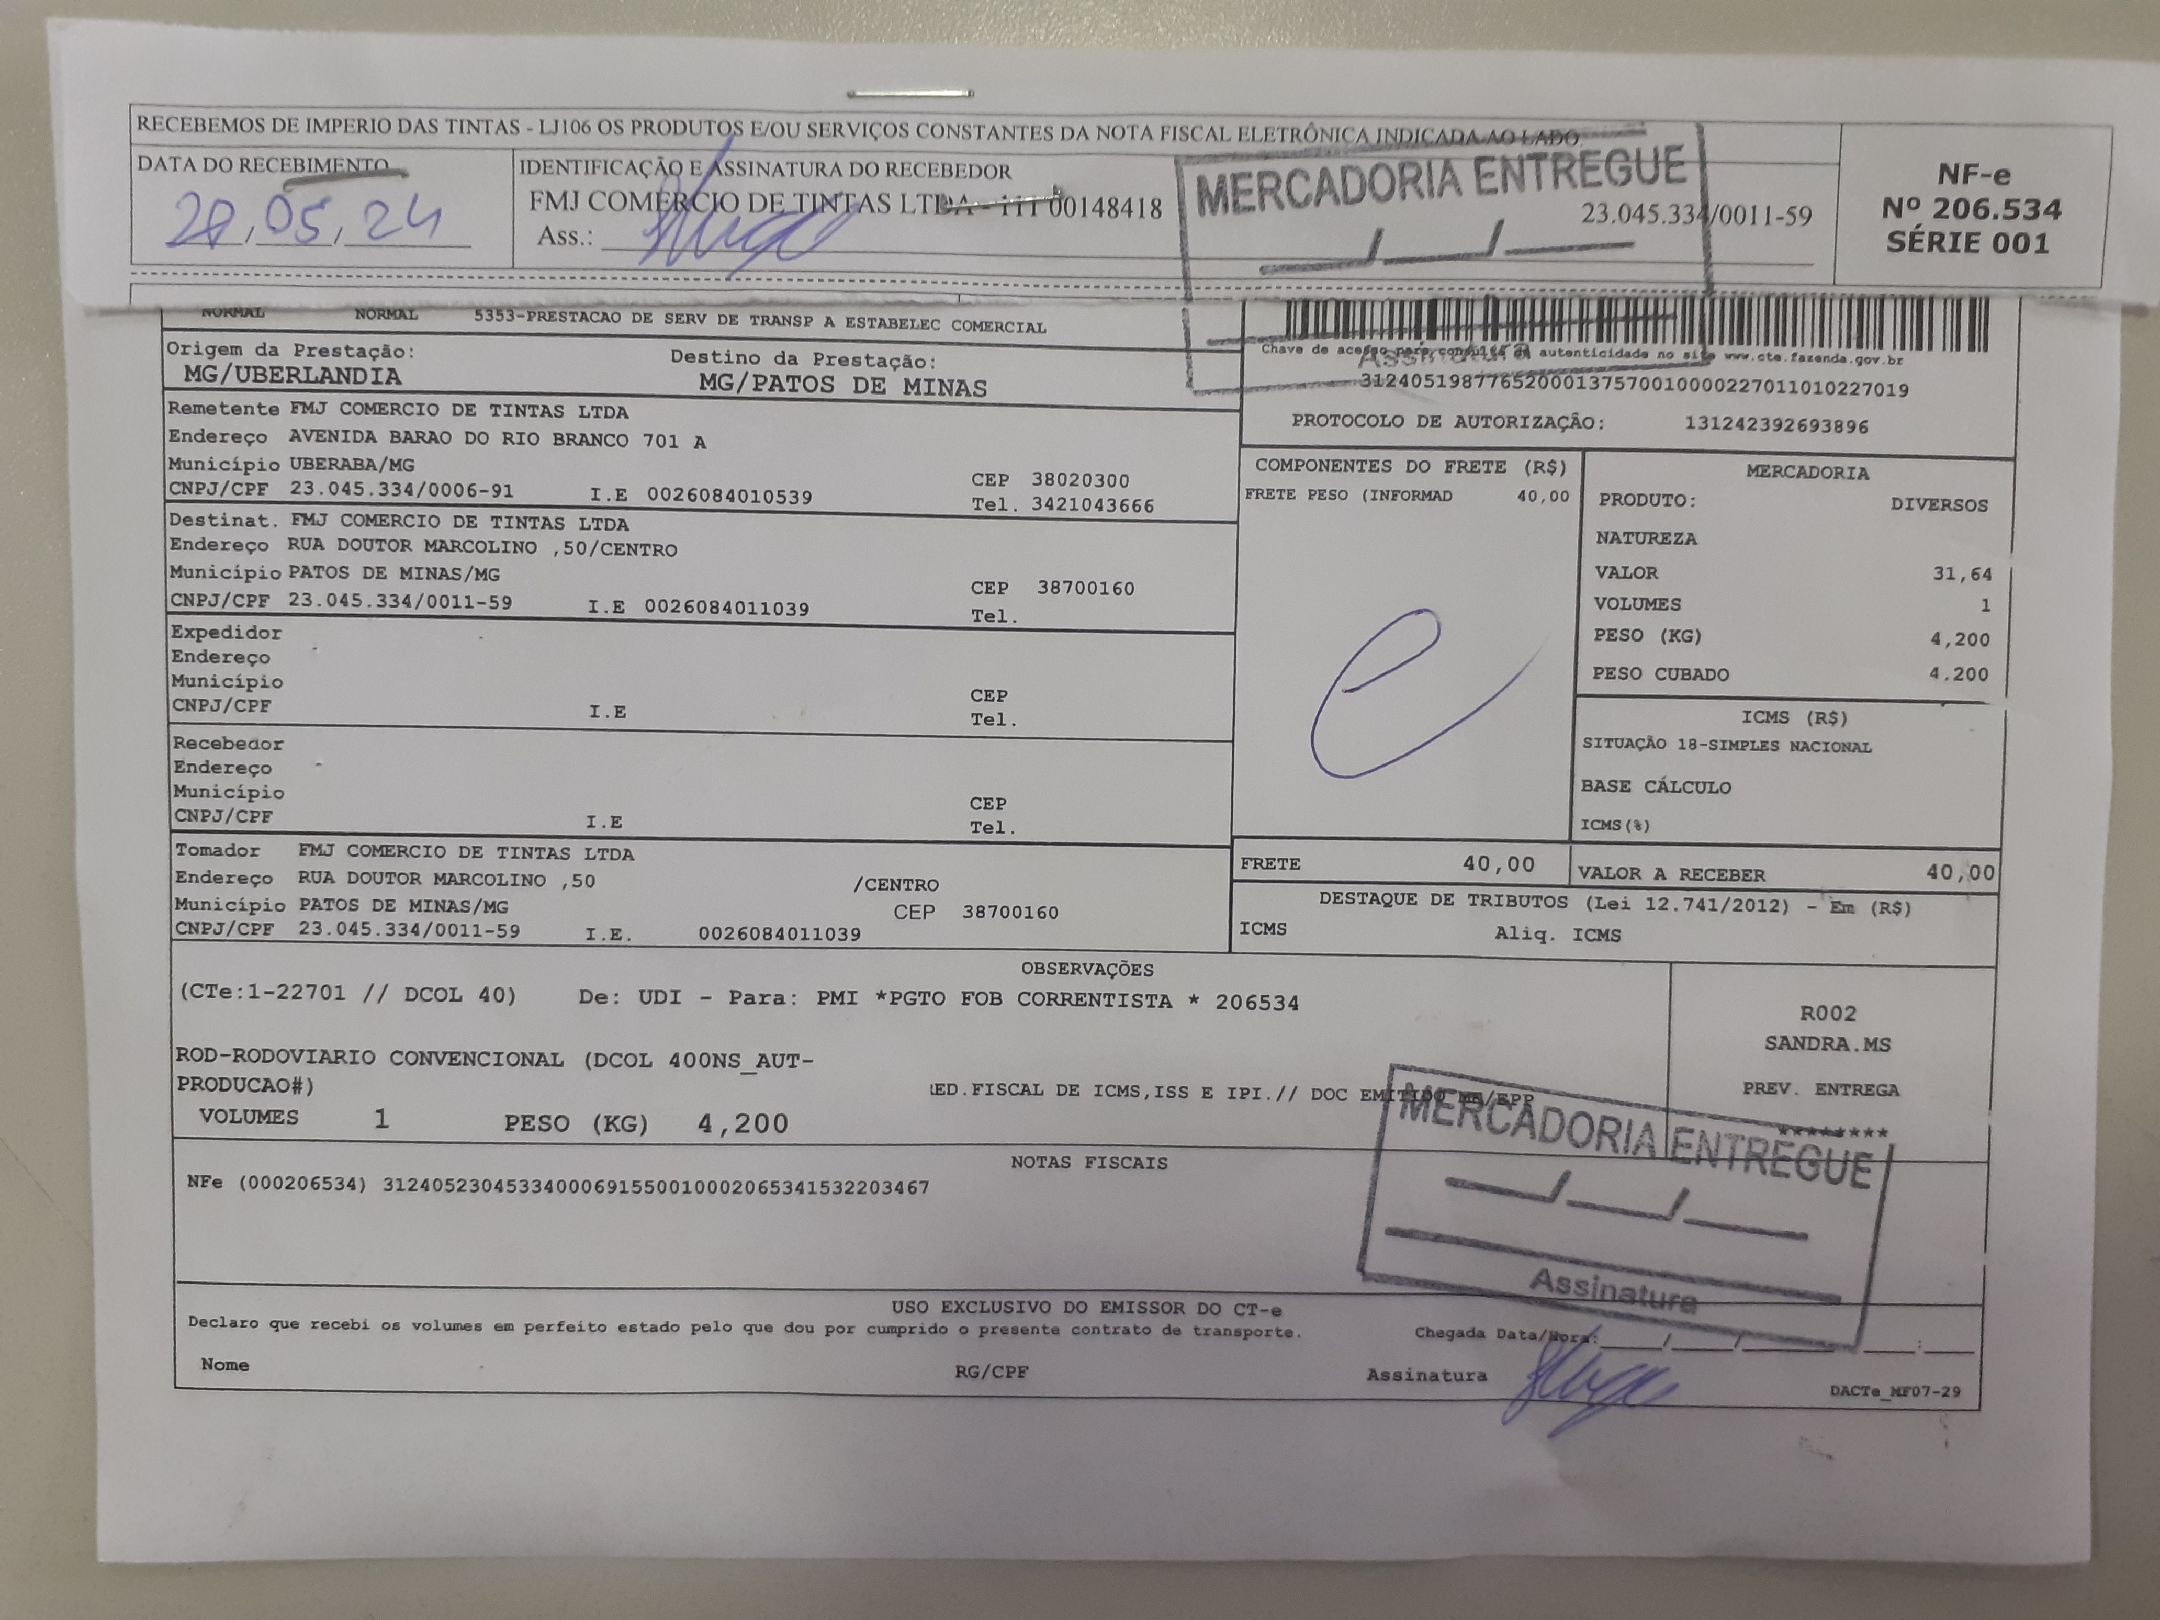 RECEBEMOS DE IMPERIO DAS TINTAS - LJ106 OS PRODUTOS E/OU SERVIÇOS CONSTANTES DA NOTA FISCAL ELETRÔNICA INDICADA AO LADO
DATA DO RECEBIMENTO
IDENTIFICAÇÃO E ASSINATURA DO RECEBEDOR
,05, 24
FMJ COMERCIO DE TINTAS LTDA - 111 00148418
23.045.334/0011-59
Ass.:
MERCADORIA ENTREGUE
Assinatura
NF-e
Nº 206.534
SÉRIE 001
NORMAL NORMAL 5353-PRESTACAO DE SERV DE TRANSP A ESTABELEC COMERCIAL
Origem da Prestação: Destino da Prestação:
MG/UBERLANDIA MG/PATOS DE MINAS
Chave de acesso para consulta de autenticidade no site www.cte.fazenda.gov.br
31240519877652000137570010000227011010227019
PROTOCOLO DE AUTORIZAÇÃO: 131242392693896
Remetente FMJ COMERCIO DE TINTAS LTDA
Endereço AVENIDA BARAO DO RIO BRANCO 701 A
Município UBERABA/MG CEP 38020300
CNPJ/CPF 23.045.334/0006-91 I.E 0026084010539 Tel. 3421043666
Destinat. FMJ COMERCIO DE TINTAS LTDA
Endereço RUA DOUTOR MARCOLINO ,50/CENTRO
Município PATOS DE MINAS/MG CEP 38700160
CNPJ/CPF 23.045.334/0011-59 I.E 0026084011039 Tel.
Expedidor
Endereço
Município CEP
CNPJ/CPF I.E Tel.
Recebedor
Endereço
Município CEP
CNPJ/CPF I.E Tel.
Tomador FMJ COMERCIO DE TINTAS LTDA
Endereço RUA DOUTOR MARCOLINO ,50 /CENTRO
Município PATOS DE MINAS/MG CEP 38700160
CNPJ/CPF 23.045.334/0011-59 I.E. 0026084011039
COMPONENTES DO FRETE (R$)
FRETE PESO (INFORMAD 40,00
e
MERCADORIA
PRODUTO: DIVERSOS
NATUREZA
VALOR 31,64
VOLUMES 1
PESO (KG) 4,200
PESO CUBADO 4.200
ICMS (R$)
SITUAÇÃO 18-SIMPLES NACIONAL
BASE CÁLCULO
ICMS(%)
FRETE 40,00 VALOR A RECEBER 40,00
DESTAQUE DE TRIBUTOS (Lei 12.741/2012) - Em (R$)
ICMS Aliq. ICMS
OBSERVAÇÕES
(CTe:1-22701 // DCOL 40) De: UDI - Para: PMI *PGTO FOB CORRENTISTA * 206534
ROD-RODOVIARIO CONVENCIONAL (DCOL 400NS_AUT-
PRODUCAO#)
ED.FISCAL DE ICMS,ISS E IPI.// DOC EMITIDO ME/EPP
VOLUMES 1 PESO (KG) 4,200
R002
SANDRA.MS
PREV. ENTREGA
********
MERCADORIA ENTREGUE
Assinatura
NOTAS FISCAIS
NFe (000206534) 31240523045334000691550010002065341532203467
USO EXCLUSIVO DO EMISSOR DO CT-e
Declaro que recebi os volumes em perfeito estado pelo que dou por cumprido o presente contrato de transporte. Chegada Data/Hora: / / :
Nome RG/CPF Assinatura
DACTe_MF07-29